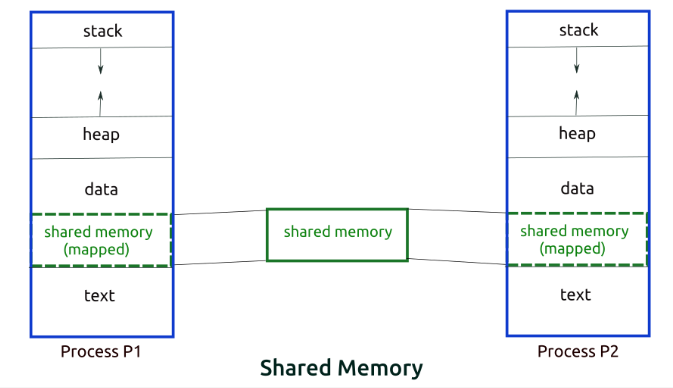 stack
heap
data
shared memory
(mapped)
text
Process P1
shared memory
stack
heap
data
shared memory
(mapped)
text
Process P2
Shared Memory